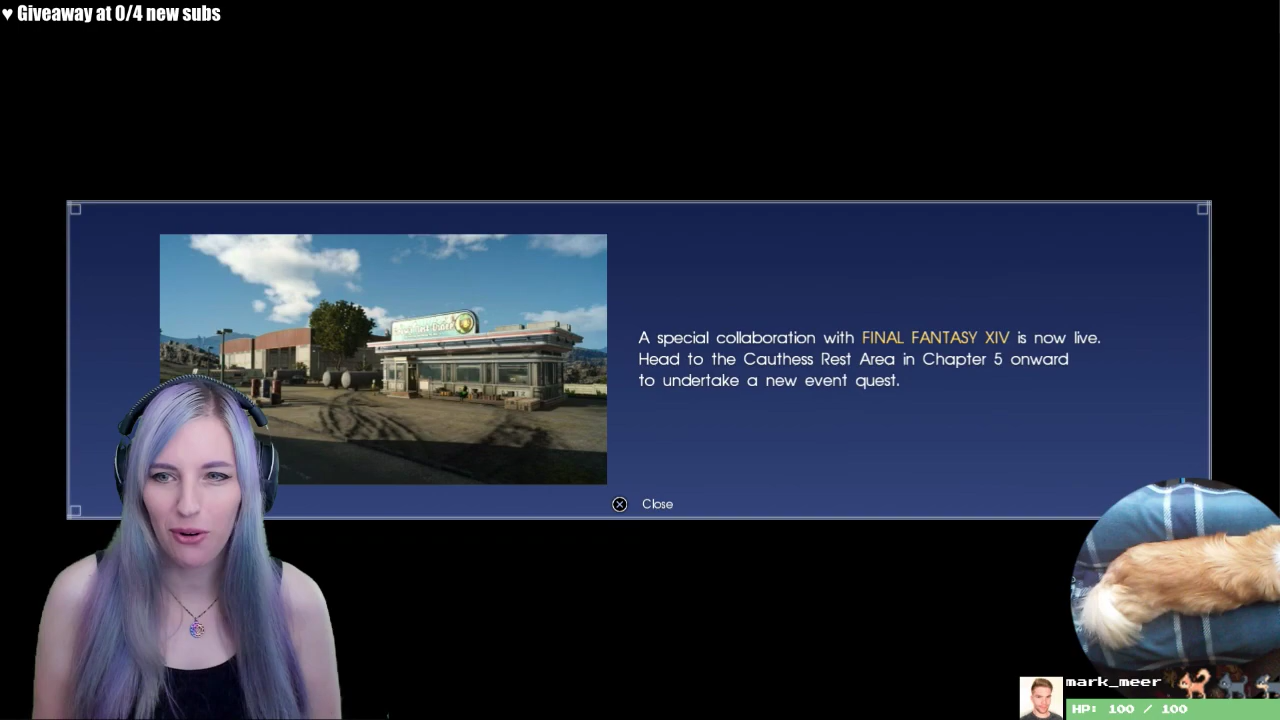 ♥ Giveaway at 0/4 new subs
A special collaboration with FINAL FANTASY XIV is now live.
Head to the Cauthess Rest Area in Chapter 5 onward
to undertake a new event quest.
Close
mark_meer
HP: 100 / 100